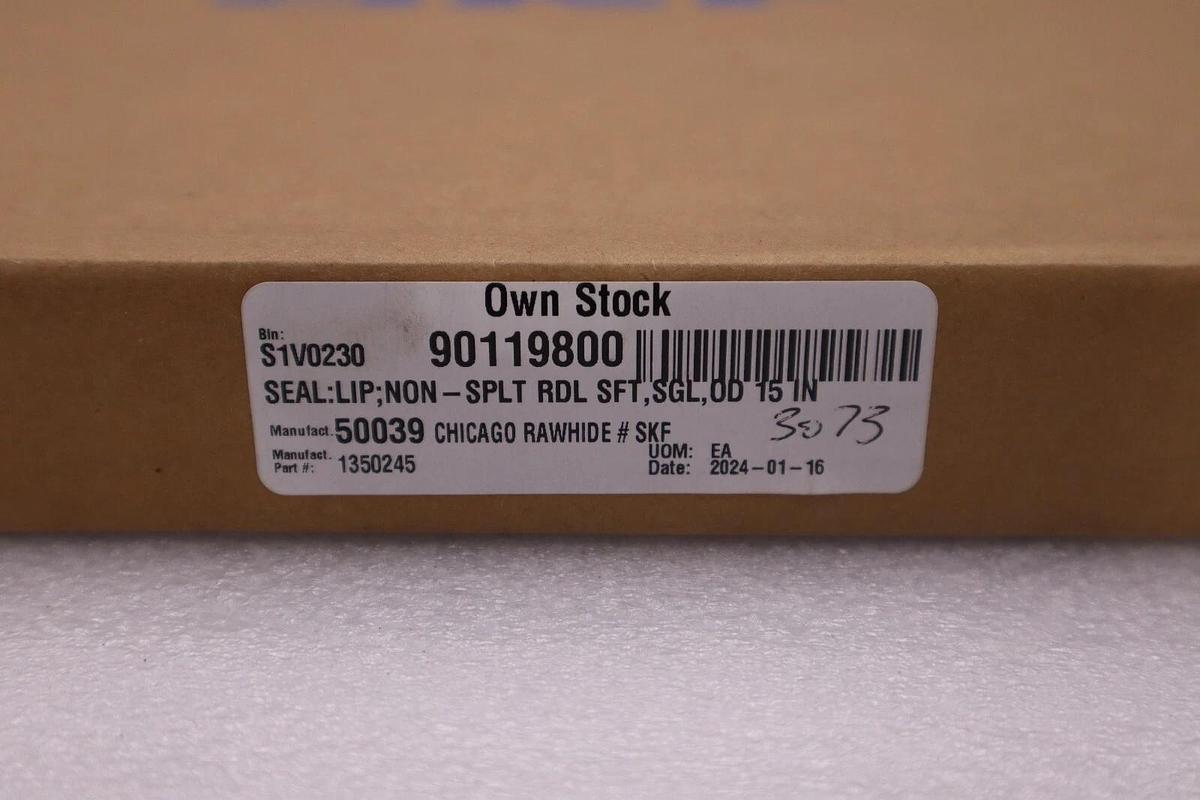 Own Stock
Bin:
S1V0230 90119800
SEAL:LIP;NON-SPLT RDL SFT,SGL,OD 15 IN
Manufact. 50039 CHICAGO RAWHIDE # SKF
Manufact. Part #: 1350245
UOM: EA
Date: 2024-01-16